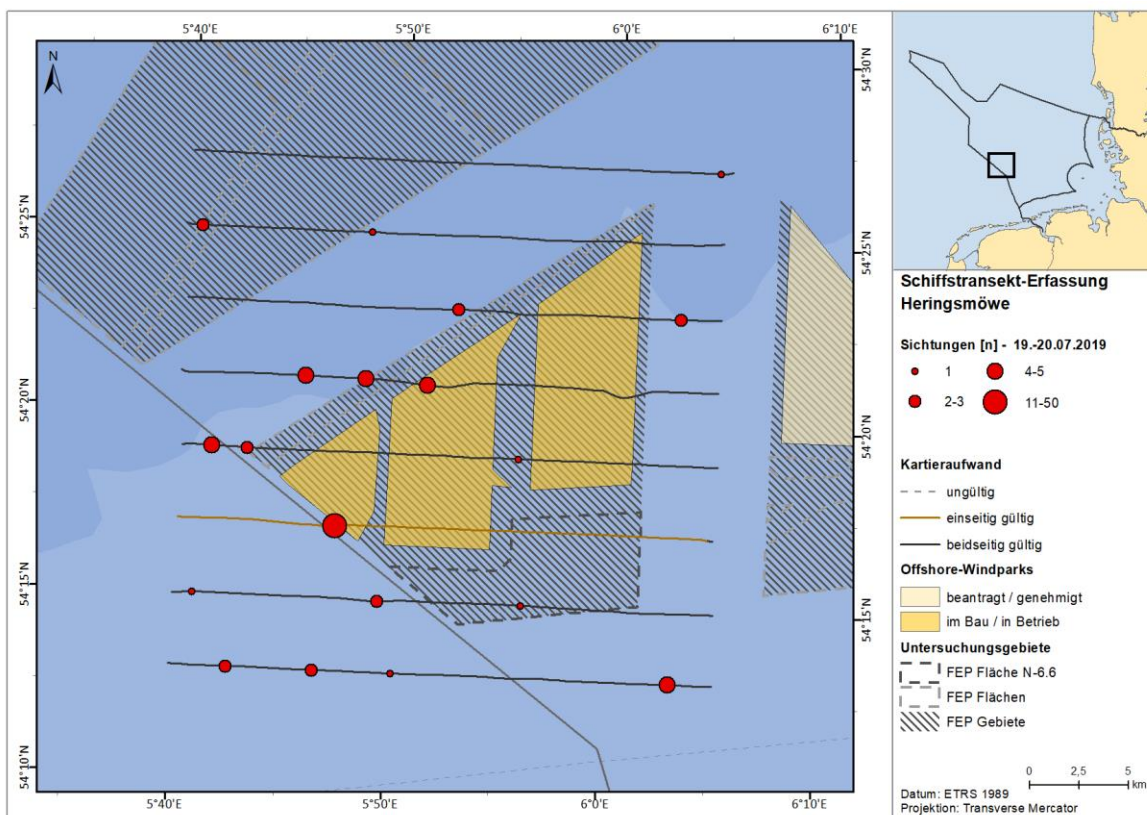 5°40'E 5°50'E 6°0'E 6°10'E
N
54°30'N
54°25'N 54°25'N
54°20'N 54°20'N
54°15'N 54°15'N
54°10'N
5°40'E 5°50'E 6°0'E 6°10'E
Schiffstransekt-Erfassung
Heringsmöwe
Sichtungen [n] - 19.-20.07.2019
1 4-5
2-3 11-50
Kartieraufwand
ungültig
einseitig gültig
beidseitig gültig
Offshore-Windparks
beantragt / genehmigt
im Bau / in Betrieb
Untersuchungsgebiete
FEP Fläche N-6.6
FEP Flächen
FEP Gebiete
0 2,5 5
km
Datum: ETRS 1989
Projektion: Transverse Mercator